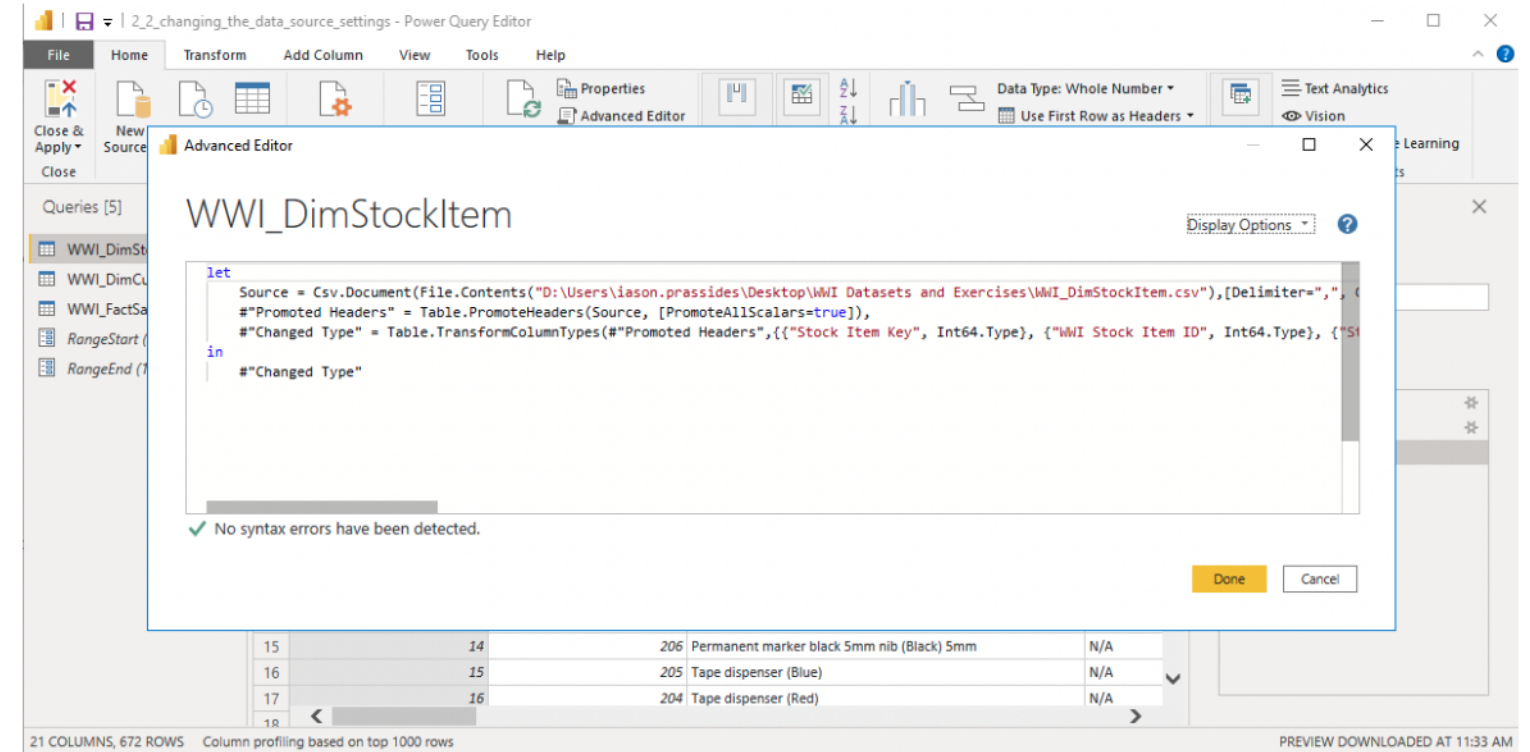 2_2_changing_the_data_source_settings - Power Query Editor
File Home Transform Add Column View Tools Help
Properties
Data Type: Whole Number
Text Analytics
Advanced Editor
Use First Row as Headers
Vision
Close & Apply
New Source
Learning
Close
Advanced Editor
Queries [5]
WWI_DimStockItem
Display Options
WWI_DimSt
WWI_DimCu
WWI_FactSa
RangeStart (
RangeEnd (1
let
Source = Csv.Document(File.Contents("D:\Users\iason.prassides\Desktop\WWI Datasets and Exercises\WWI_DimStockItem.csv"),[Delimiter=",",
#"Promoted Headers" = Table.PromoteHeaders(Source, [PromoteAllScalars=true]),
#"Changed Type" = Table.TransformColumnTypes(#"Promoted Headers",{{"Stock Item Key", Int64.Type}, {"WWI Stock Item ID", Int64.Type}, {"St
in
#"Changed Type"
No syntax errors have been detected.
Done Cancel
15 14 206 Permanent marker black 5mm nib (Black) 5mm N/A
16 15 205 Tape dispenser (Blue) N/A
17 16 204 Tape dispenser (Red) N/A
18
21 COLUMNS, 672 ROWS Column profiling based on top 1000 rows PREVIEW DOWNLOADED AT 11:33 AM